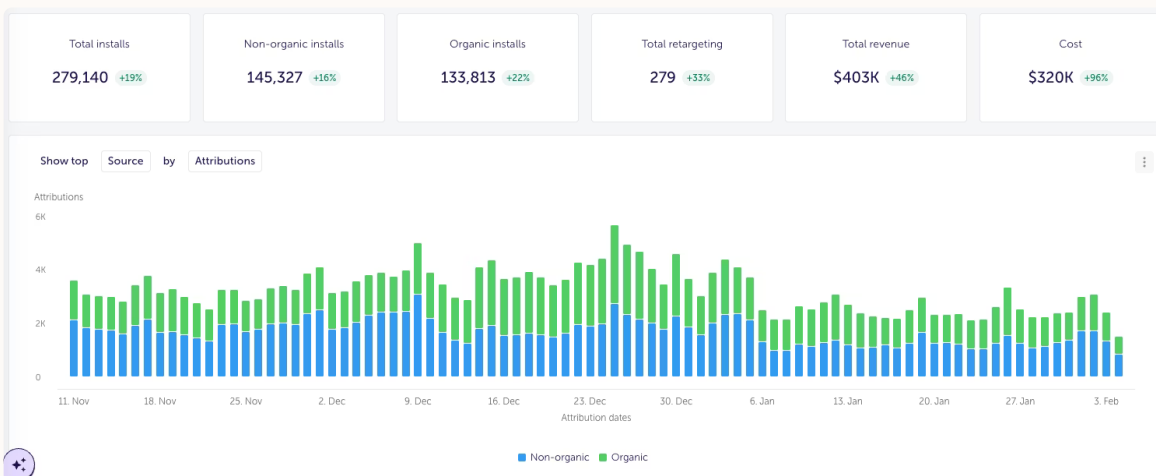 Total installs
279,140 +19%
Non-organic installs
145,327 +16%
Organic installs
133,813 +22%
Total retargeting
279 +33%
Total revenue
$403K +46%
Cost
$320K +96%
Show top Source by Attributions
Attributions
6K
4K
2K
0
11. Nov 18. Nov 25. Nov 2. Dec 9. Dec 16. Dec 23. Dec 30. Dec 6. Jan 13. Jan 20. Jan 27. Jan 3. Feb
Attribution dates
Non-organic Organic